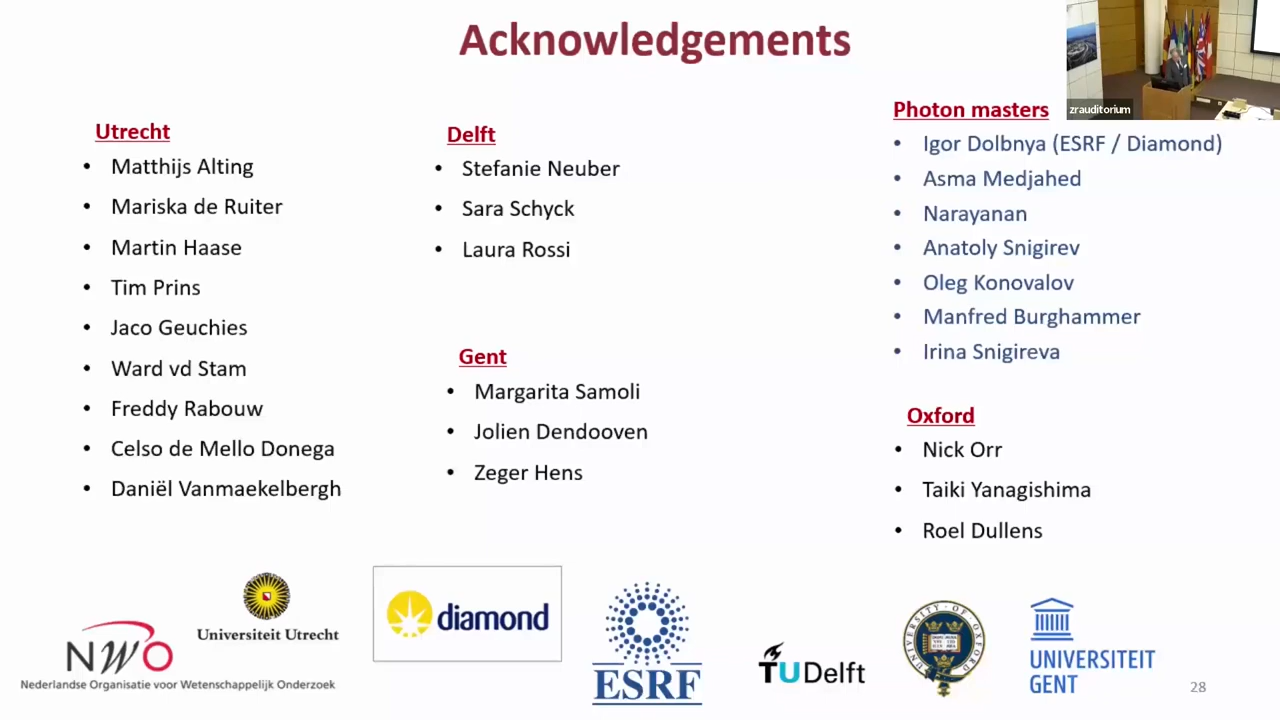 Acknowledgements
zrauditorium
Utrecht
• Matthijs Alting
• Mariska de Ruiter
• Martin Haase
• Tim Prins
• Jaco Geuchies
• Ward vd Stam
• Freddy Rabouw
• Celso de Mello Donega
• Daniël Vanmaekelbergh
Delft
• Stefanie Neuber
• Sara Schyck
• Laura Rossi
Gent
• Margarita Samoli
• Jolien Dendooven
• Zeger Hens
Photon masters
• Igor Dolbnya (ESRF / Diamond)
• Asma Medjahed
• Narayanan
• Anatoly Snigirev
• Oleg Konovalov
• Manfred Burghammer
• Irina Snigireva
Oxford
• Nick Orr
• Taiki Yanagishima
• Roel Dullens
NWO
Nederlandse Organisatie voor Wetenschappelijk Onderzoek
Universiteit Utrecht
diamond
ESRF
TUDelft
UNIVERSITY OF OXFORD
UNIVERSITEIT
GENT
28